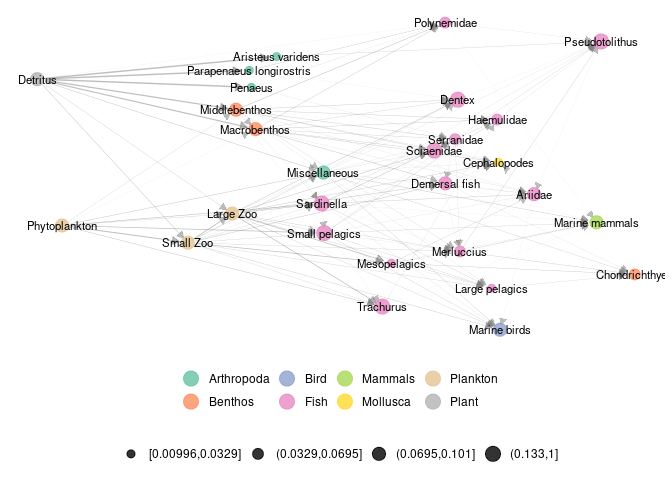 Polynemidae
Pseudotolithus
Aristeus varidens
Parapenaeus longirostris
Detritus
Penaeus
Dentex
Middlebenthos
Haemulidae
Macrobenthos
Serranidae
Sciaenidae
Cephalopodes
Miscellaneous
Demersal fish
Ariidae
Sardinella
Large Zoo
Phytoplankton
Marine mammals
Small pelagics
Small Zoo
Merluccius
Mesopelagics
Chondrichthye
Large pelagics
Trachurus
Marine birds
Arthropoda Bird Mammals Plankton
Benthos Fish Mollusca Plant
[0.00996,0.0329] (0.0329,0.0695] (0.0695,0.101] (0.133,1]